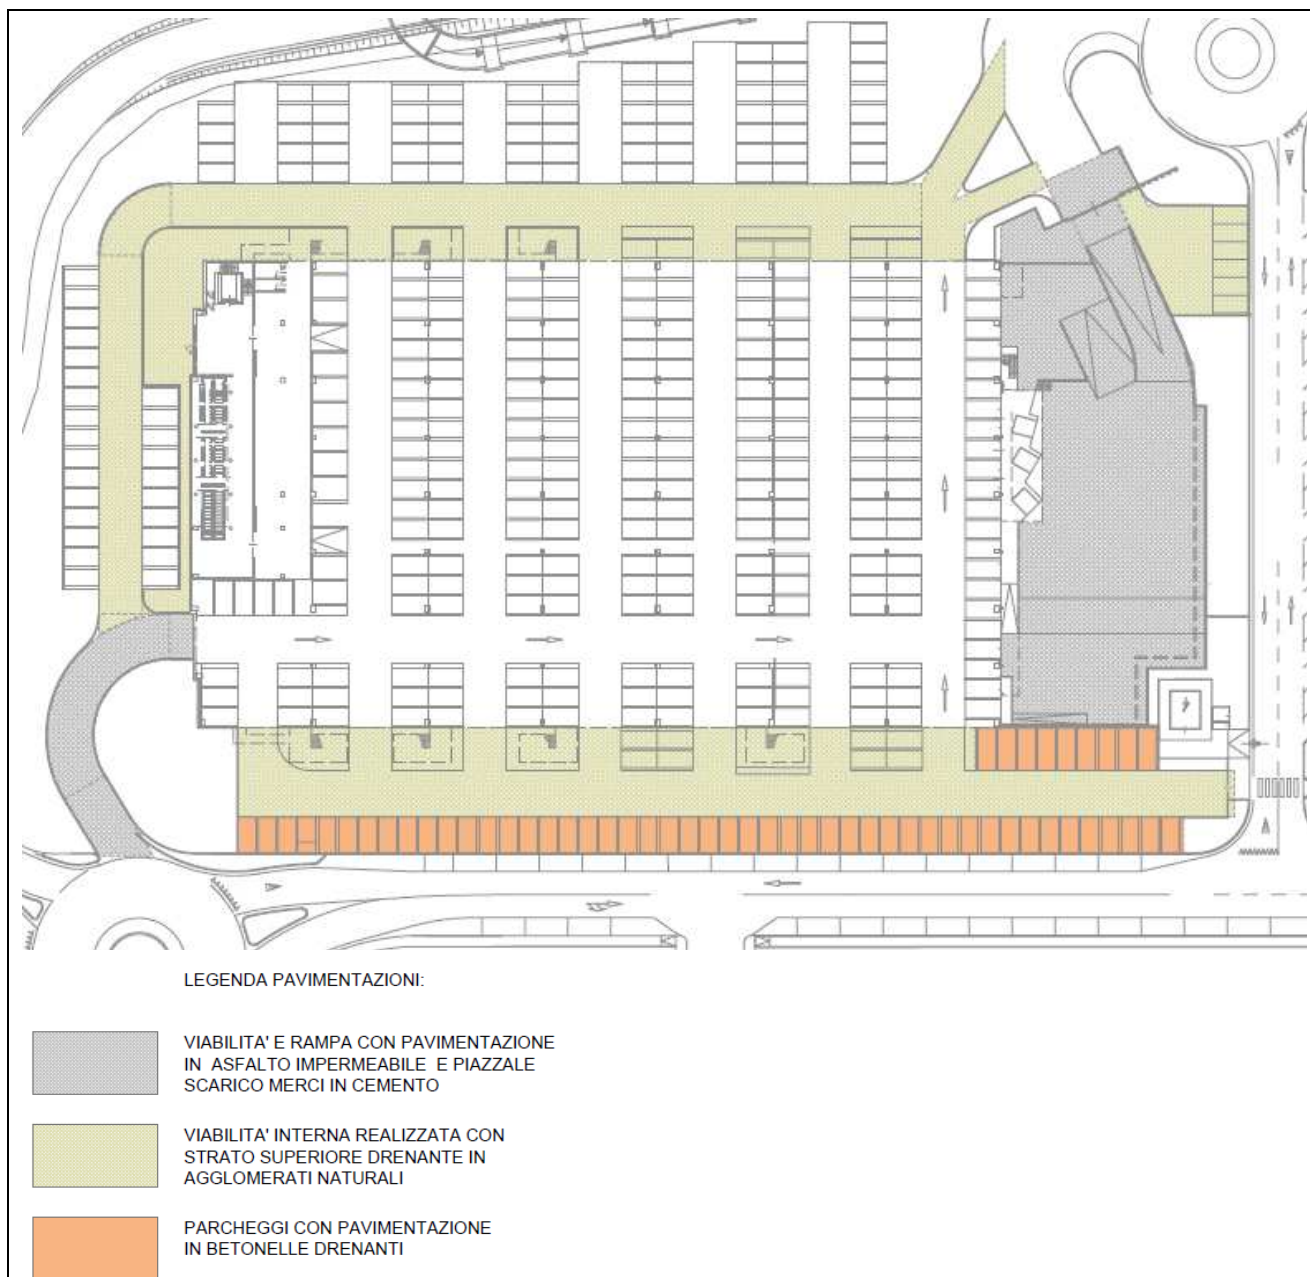 LEGENDA PAVIMENTAZIONI:
VIABILITA' E RAMPA CON PAVIMENTAZIONE
IN ASFALTO IMPERMEABILE E PIAZZALE
SCARICO MERCI IN CEMENTO
VIABILITA' INTERNA REALIZZATA CON
STRATO SUPERIORE DRENANTE IN
AGGLOMERATI NATURALI
PARCHEGGI CON PAVIMENTAZIONE
IN BETONELLE DRENANTI